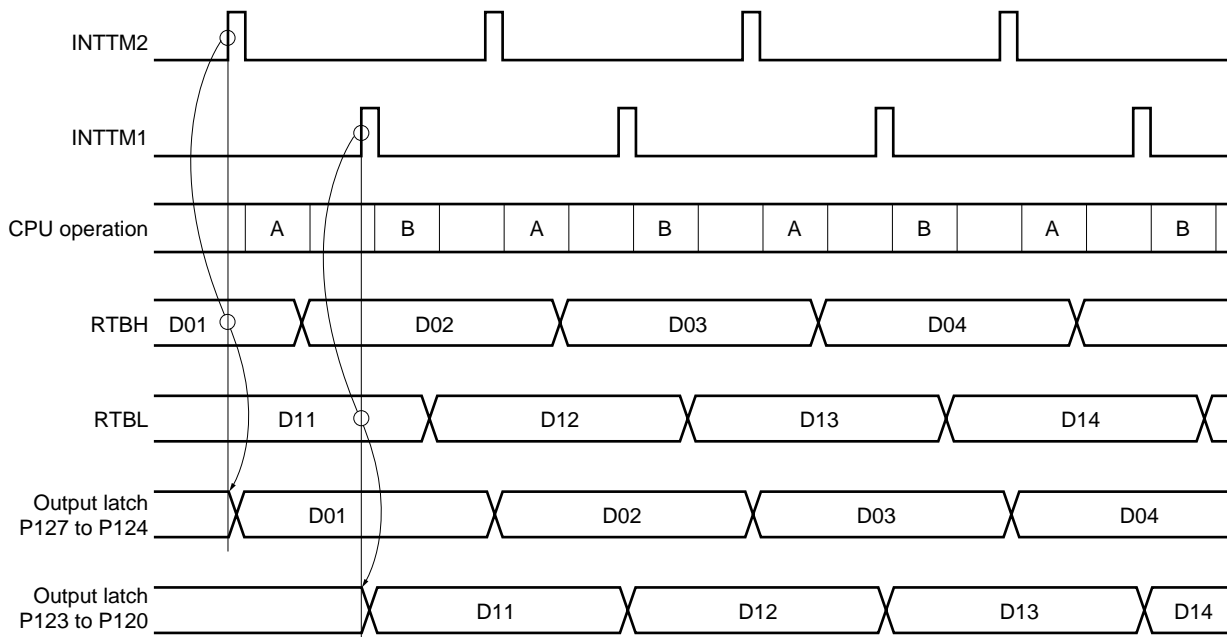 INTTM2
INTTM1
CPU operation A B A B A B A B
RTBH D01 D02 D03 D04
RTBL D11 D12 D13 D14
Output latch
P127 to P124 D01 D02 D03 D04
Output latch
P123 to P120 D11 D12 D13 D14